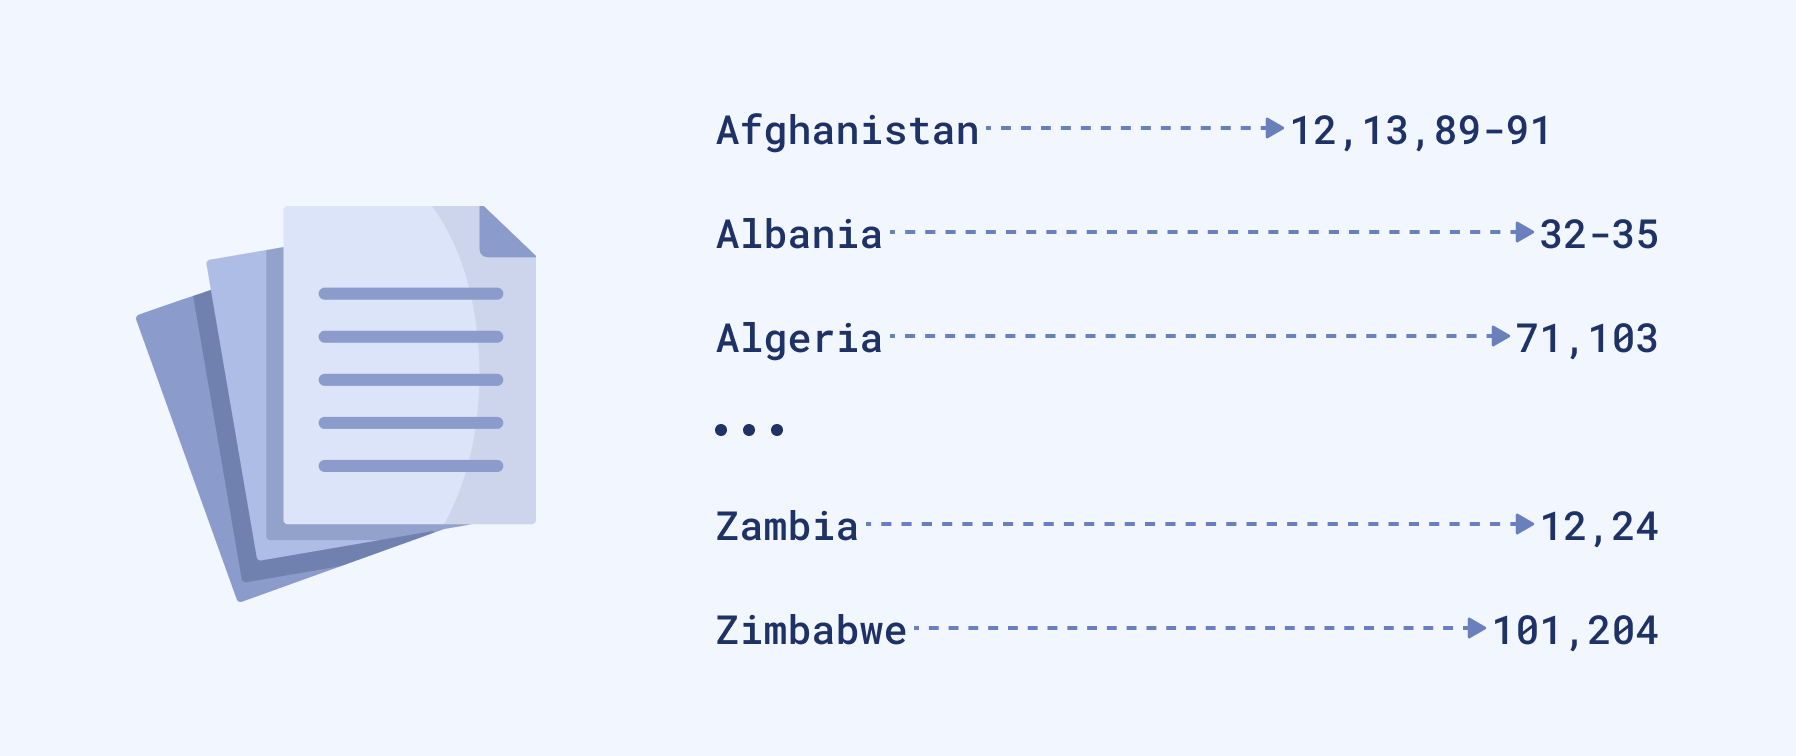 Afghanistan 12,13,89-91
Albania 32-35
Algeria 71,103
...
Zambia 12,24
Zimbabwe 101,204